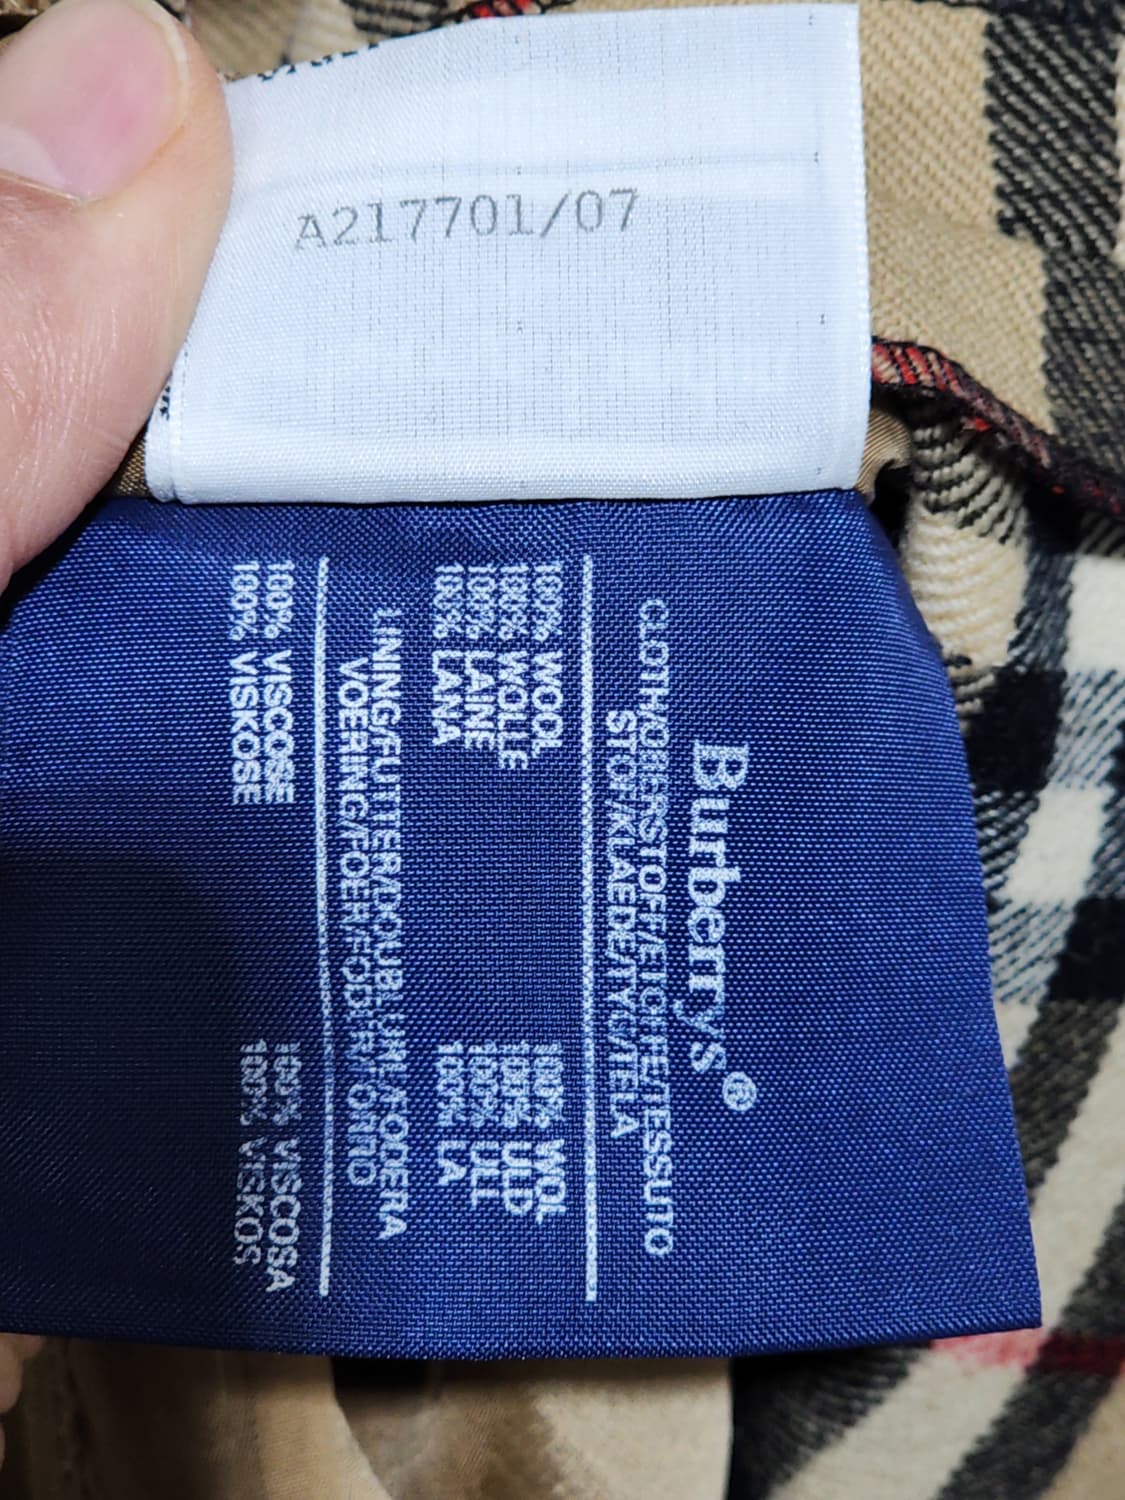 A217701/07
Burberrys®
CLOTH/OBERSTOFF/ETOFFE/TESSUTO
STOF/KLAEDE/TYG/TELA
100% WOOL 100% WOL
100% WOLLE 100% ULD
100% LAINE 100% ULL
100% LANA 100% LA
LINING/FUTTER/DOUBLURE/FODERA
VOERING/FOER/FODER/FORRO
100% VISCOSE 100% VISCOSA
100% VISKOSE 100% VISKOS